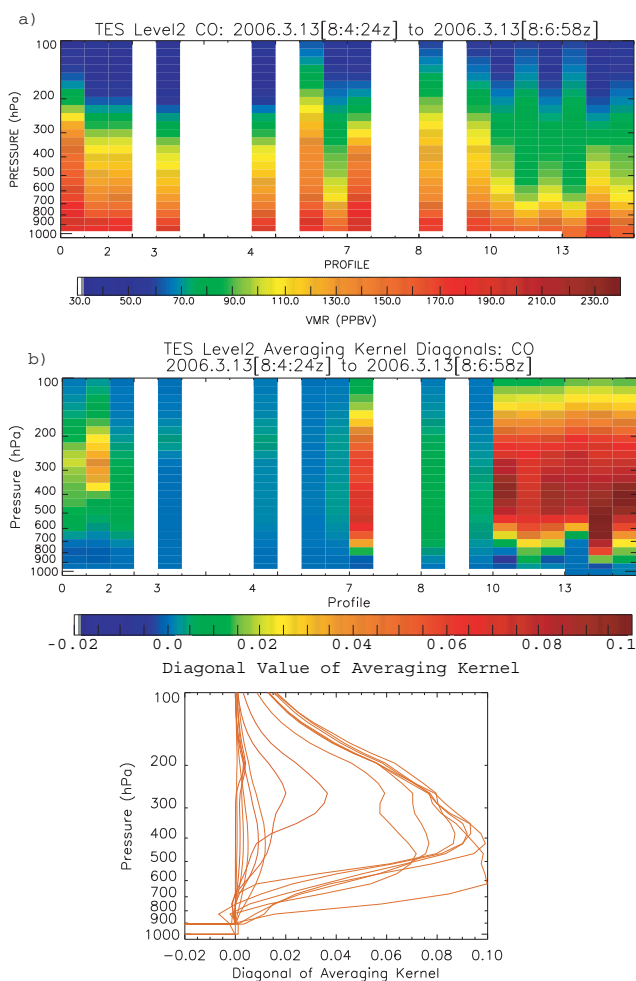 a)
TES Level2 CO: 2006.3.13[8:4:24z] to 2006.3.13[8:6:58z]
100
200
300
400
500
600
700
800
900
1000
PRESSURE (hPa)
0 2 3 4 7 8 10 13
PROFILE
30.0 50.0 70.0 90.0 110.0 130.0 150.0 170.0 190.0 210.0 230.0
VMR (PPBV)
b)
TES Level2 Averaging Kernel Diagonals: CO
2006.3.13[8:4:24z] to 2006.3.13[8:6:58z]
100
200
300
400
500
600
700
800
900
1000
Pressure (hPa)
0 2 3 4 7 8 10 13
Profile
-0.02 0.0 0.02 0.04 0.06 0.08 0.1
Diagonal Value of Averaging Kernel
100
200
300
400
500
600
700
800
900
1000
Pressure (hPa)
-0.02 0.00 0.02 0.04 0.06 0.08 0.10
Diagonal of Averaging Kernel